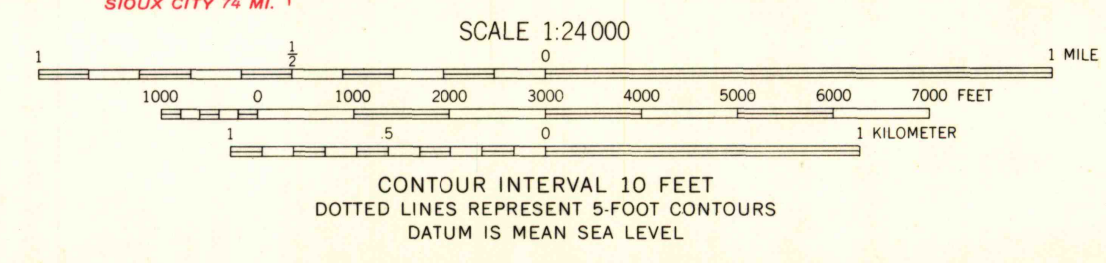 SIOUX CITY 74 MI.
SCALE 1:24 000
1 1/2 0 1 MILE
1000 0 1000 2000 3000 4000 5000 6000 7000 FEET
1 .5 0 1 KILOMETER
CONTOUR INTERVAL 10 FEET
DOTTED LINES REPRESENT 5-FOOT CONTOURS
DATUM IS MEAN SEA LEVEL